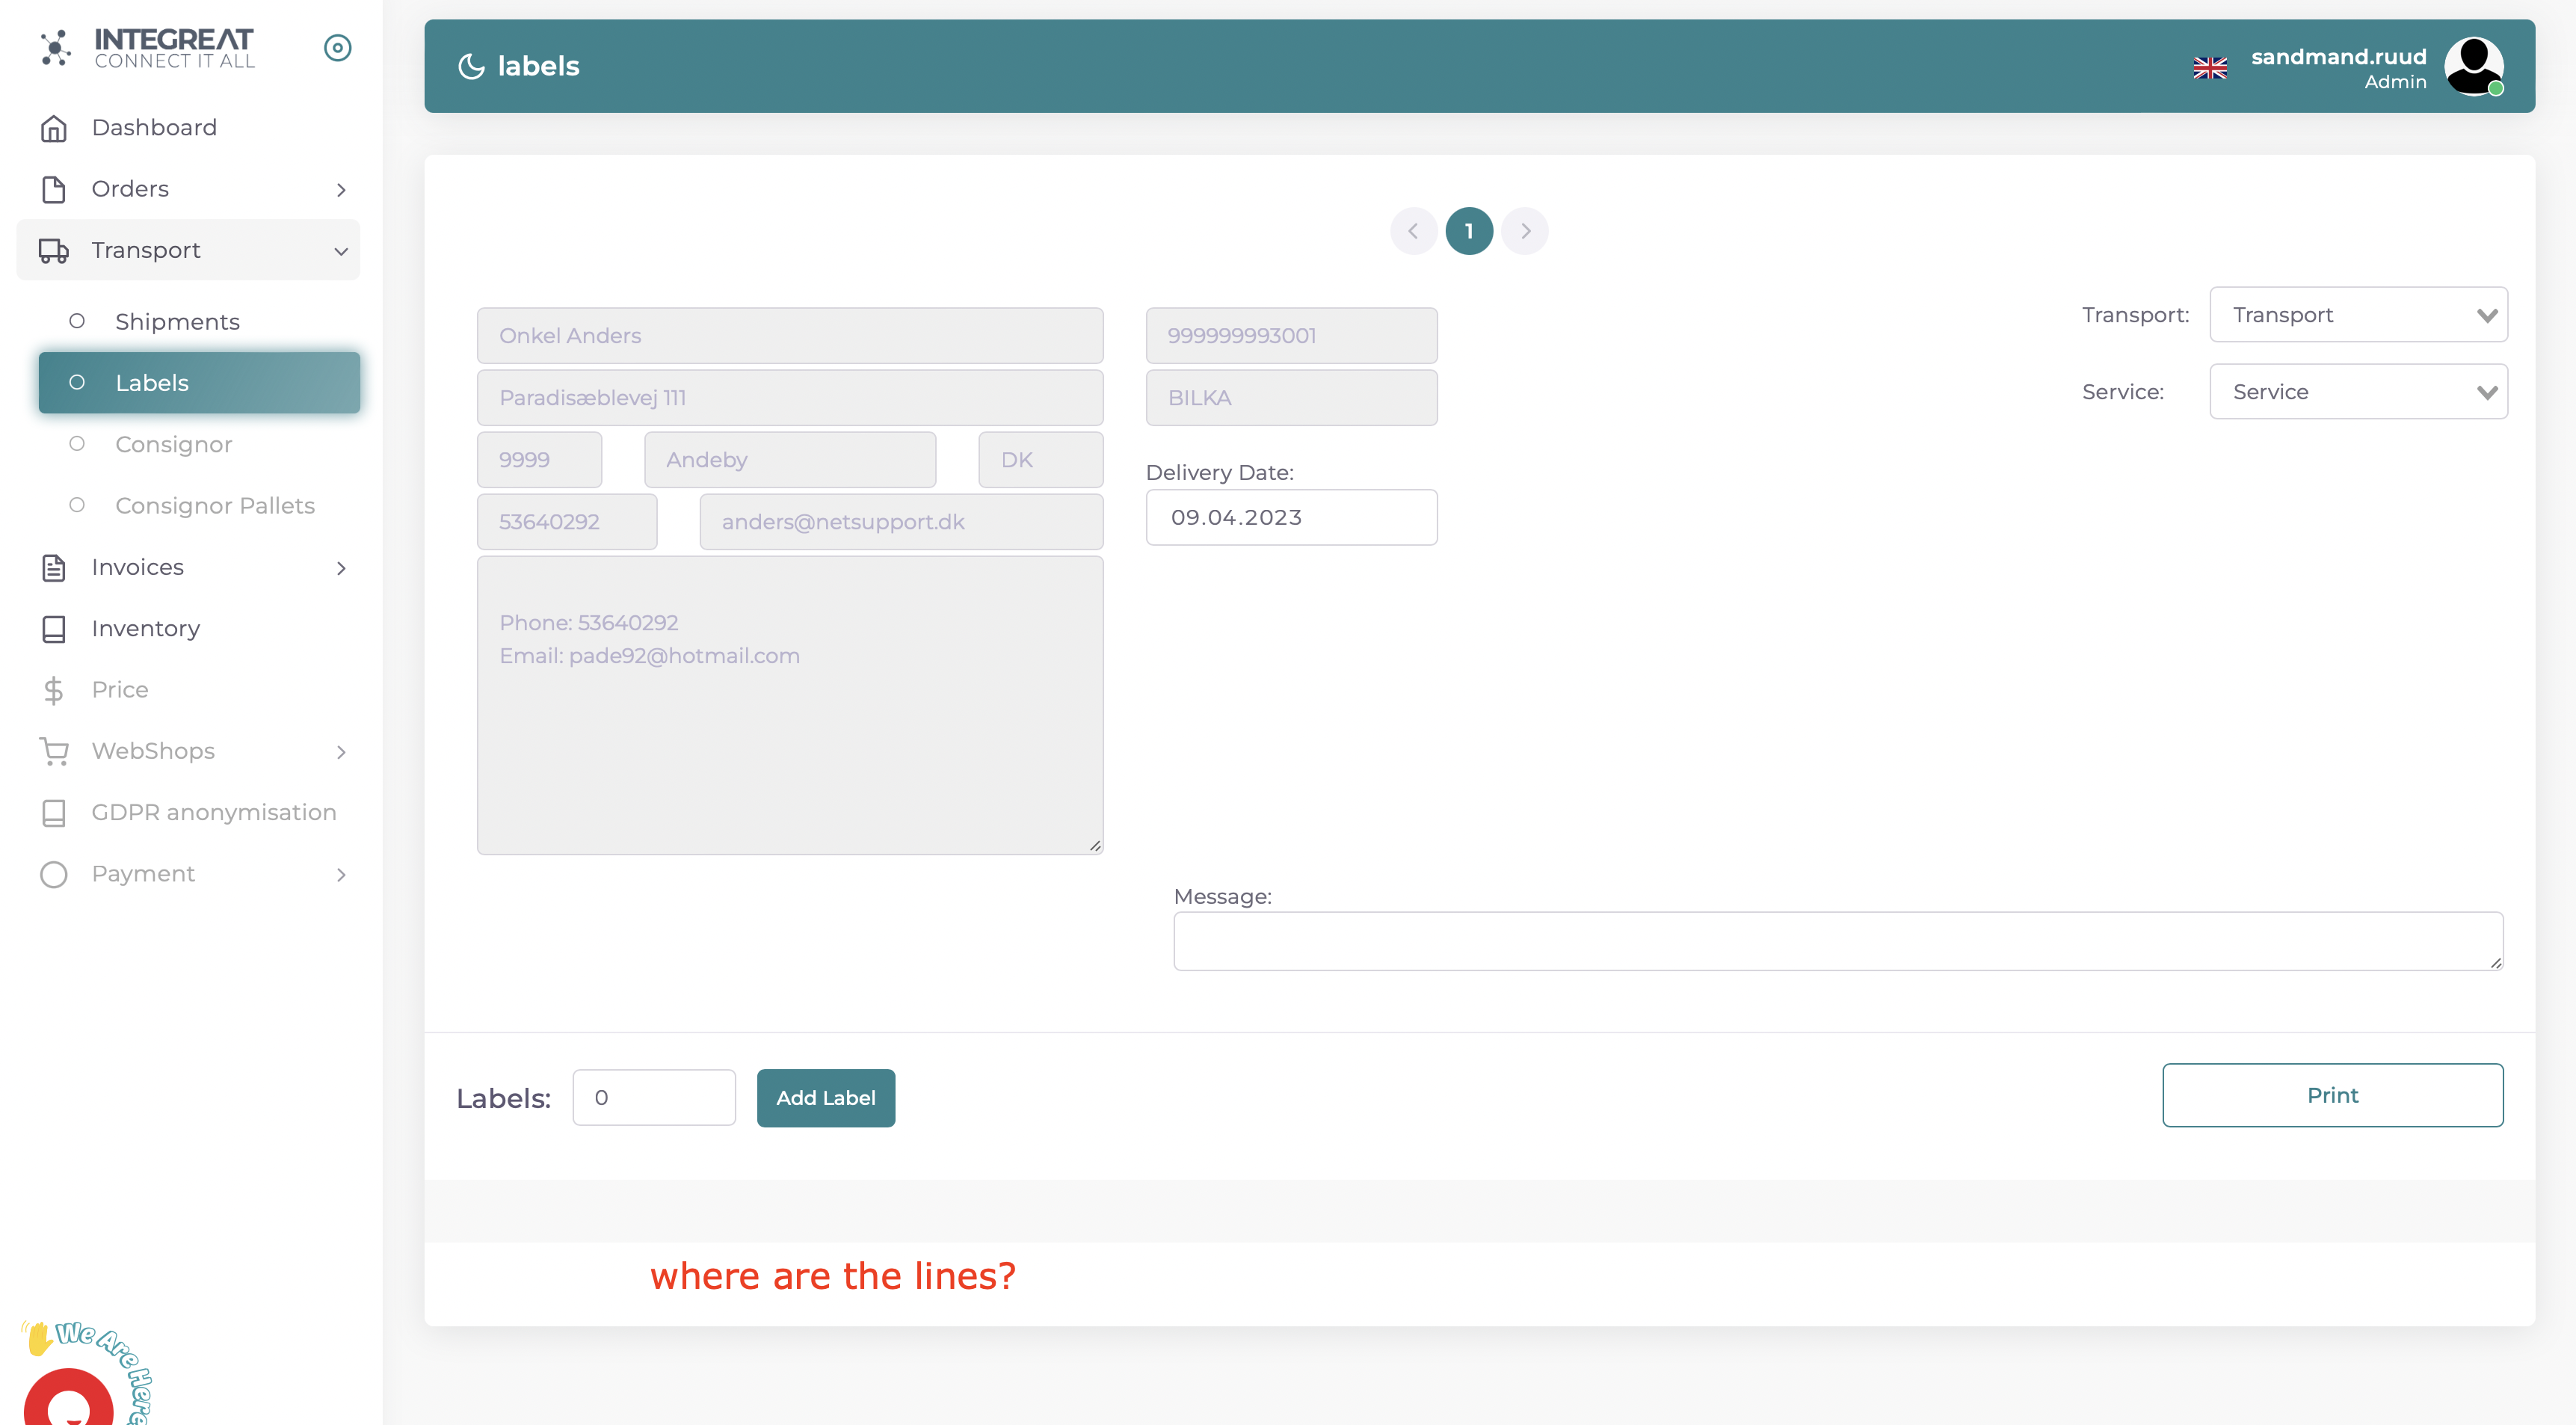 INTEGREAT
CONNECT IT ALL
Dashboard
Orders
Transport
Shipments
Labels
Consignor
Consignor Pallets
Invoices
Inventory
Price
WebShops
GDPR anonymisation
Payment
We Are Here
labels
sandmand.ruud
Admin
1
Onkel Anders
Paradisæblevej 111
9999 Andeby DK
53640292 anders@netsupport.dk
Phone: 53640292
Email: pade92@hotmail.com
999999993001
BILKA
Delivery Date:
09.04.2023
Transport: Transport
Service: Service
Message:
Labels: 0 Add Label
Print
where are the lines?